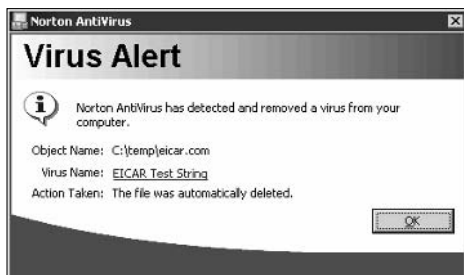 Norton AntiVirus
Virus Alert
Norton AntiVirus has detected and removed a virus from your
computer.
Object Name: C:\temp\eicar.com
Virus Name: EICAR Test String
Action Taken: The file was automatically deleted.
OK